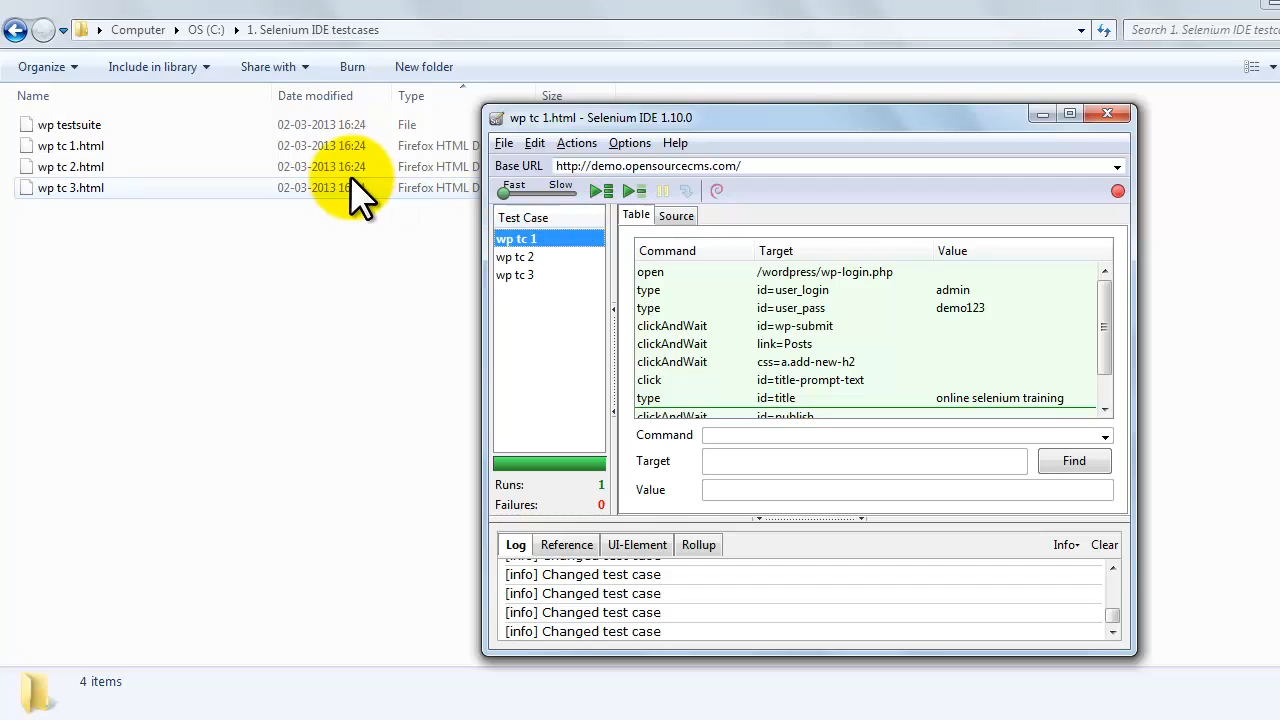 Computer OS (C:) 1. Selenium IDE testcases
Search 1. Selenium IDE testc
Organize Include in library Share with Burn New folder
Name Date modified Type Size
wp testsuite 02-03-2013 16:24 File
wp tc 1.html 02-03-2013 16:24 Firefox HTML D
wp tc 2.html 02-03-2013 16:24 Firefox HTML D
wp tc 3.html 02-03-2013 Firefox HTML D
4 items
wp tc 1.html - Selenium IDE 1.10.0
File Edit Actions Options Help
Base URL http://demo.opensourcecms.com/
Fast Slow
Test Case
wp tc 1
wp tc 2
wp tc 3
Runs: 1
Failures: 0
Table Source
Command Target Value
open /wordpress/wp-login.php
type id=user_login admin
type id=user_pass demo123
clickAndWait id=wp-submit
clickAndWait link=Posts
clickAndWait css=a.add-new-h2
click id=title-prompt-text
type id=title online selenium training
clickAndWait id=publish
Command
Target Find
Value
Log Reference UI-Element Rollup Info Clear
[info] Changed test case
[info] Changed test case
[info] Changed test case
[info] Changed test case
[info] Changed test case